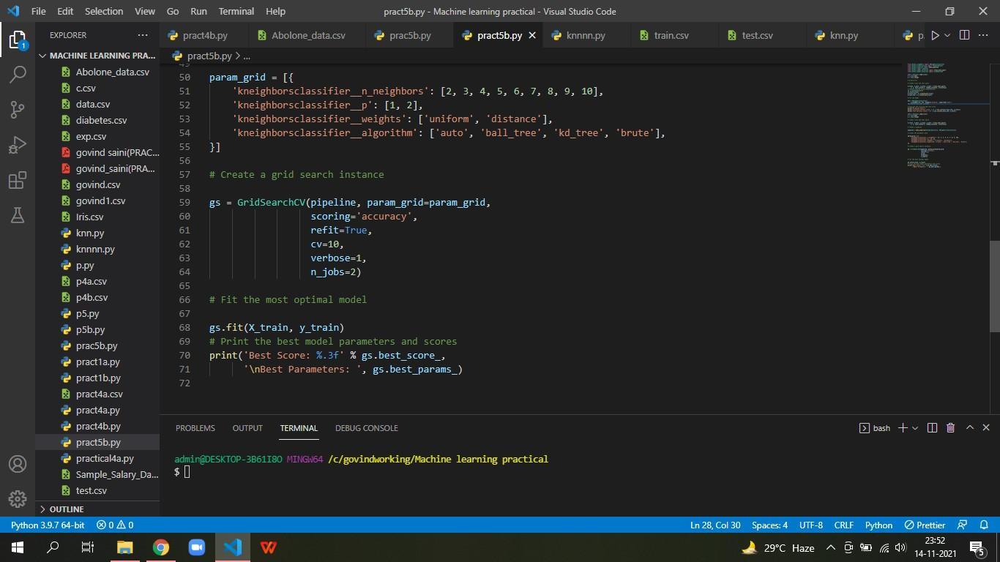 File Edit Selection View Go Run Terminal Help pract5b.py - Machine learning practical - Visual Studio Code
EXPLORER ···
pract4b.py Abolone_data.csv prac5b.py pract5b.py knnnn.py train.csv test.csv knn.py p.
1
MACHINE LEARNING PRA...
pract5b.py > ...
Abolone_data.csv
c.csv
data.csv
diabetes.csv
exp.csv
govind saini(PRAC...
govind_saini(PRA...
govind.csv
govind1.csv
Iris.csv
knn.py
knnnn.py
p.py
p4a.csv
p4b.csv
p5.py
p5b.py
prac5b.py
pract1a.py
pract1b.py
pract4a.csv
pract4a.py
pract4b.py
pract5b.py
practical4a.py
Sample_Salary_Da...
test.csv
OUTLINE
49
50 param_grid = [{
51 'kneighborsclassifier__n_neighbors': [2, 3, 4, 5, 6, 7, 8, 9, 10],
52 'kneighborsclassifier__p': [1, 2],
53 'kneighborsclassifier__weights': ['uniform', 'distance'],
54 'kneighborsclassifier__algorithm': ['auto', 'ball_tree', 'kd_tree', 'brute'],
55 }]
56
57 # Create a grid search instance
58
59 gs = GridSearchCV(pipeline, param_grid=param_grid,
60 scoring='accuracy',
61 refit=True,
62 cv=10,
63 verbose=1,
64 n_jobs=2)
65
66 # Fit the most optimal model
67
68 gs.fit(X_train, y_train)
69 # Print the best model parameters and scores
70 print('Best Score: %.3f' % gs.best_score_,
71 '\nBest Parameters: ', gs.best_params_)
72
PROBLEMS OUTPUT TERMINAL DEBUG CONSOLE bash
admin@DESKTOP-3B61I8O MINGW64 /c/govindworking/Machine learning practical
$
Python 3.9.7 64-bit 0 0 Ln 28, Col 30 Spaces: 4 UTF-8 CRLF Python Prettier
29°C Haze 23:52
14-11-2021 5